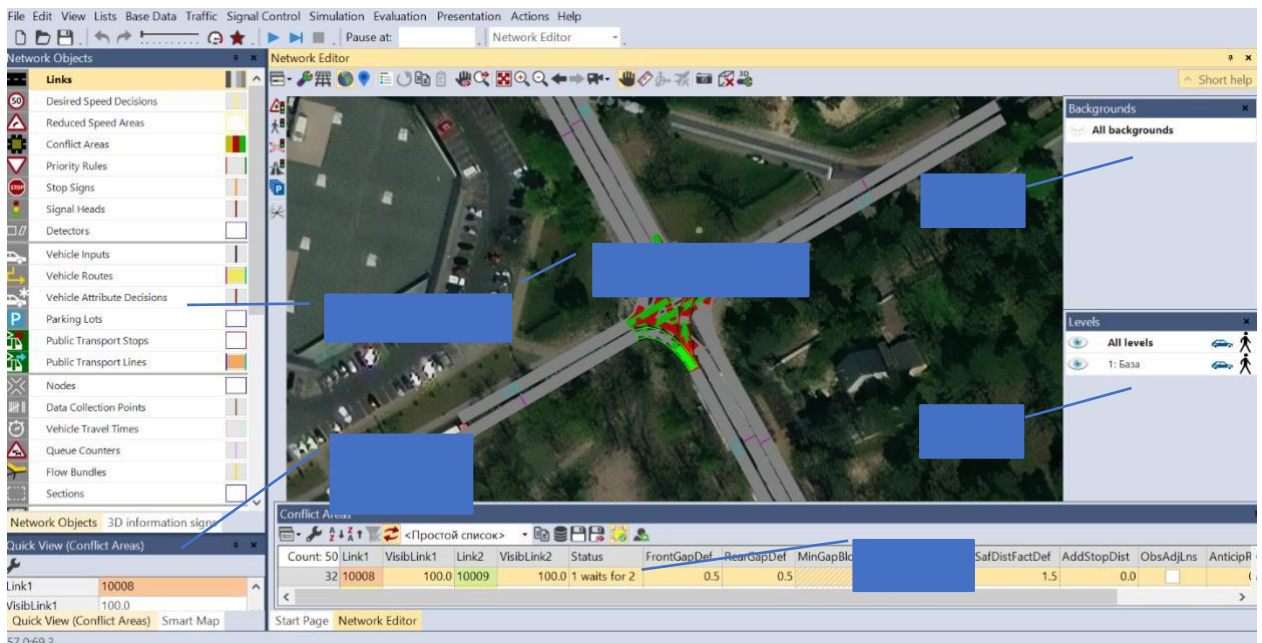 File Edit View Lists Base Data Traffic Signal Control Simulation Evaluation Presentation Actions Help
Pause at: Network Editor
Network Objects
Links
Desired Speed Decisions
Reduced Speed Areas
Conflict Areas
Priority Rules
Stop Signs
Signal Heads
Detectors
Vehicle Inputs
Vehicle Routes
Vehicle Attribute Decisions
Parking Lots
Public Transport Stops
Public Transport Lines
Nodes
Data Collection Points
Vehicle Travel Times
Queue Counters
Flow Bundles
Sections
Network Objects 3D information signs
Quick View (Conflict Areas)
Link1 10008
VisibLink1 100.0
Quick View (Conflict Areas) Smart Map
Network Editor
Short help
Backgrounds
All backgrounds
Levels
All levels
1: База
Conflict Areas
<Простой список>
Count: 50 Link1 VisibLink1 Link2 VisibLink2 Status FrontGapDef RearGapDef MinGapBlo SafDistFactDef AddStopDist ObsAdjLns AnticipR
32 10008 100.0 10009 100.0 1 waits for 2 0.5 0.5 1.5 0.0
Start Page Network Editor